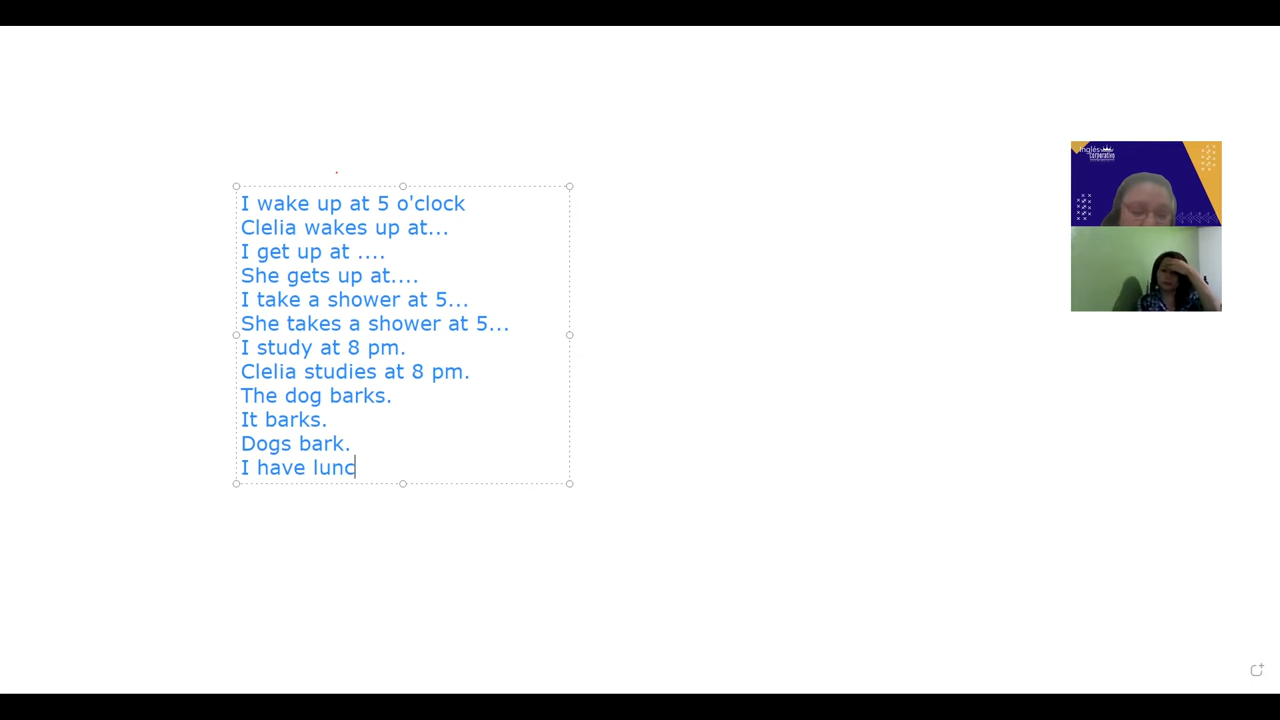 I wake up at 5 o'clock
Clelia wakes up at...
I get up at ....
She gets up at....
I take a shower at 5...
She takes a shower at 5...
I study at 8 pm.
Clelia studies at 8 pm.
The dog barks.
It barks.
Dogs bark.
I have lunc
Inglés
Corporativo